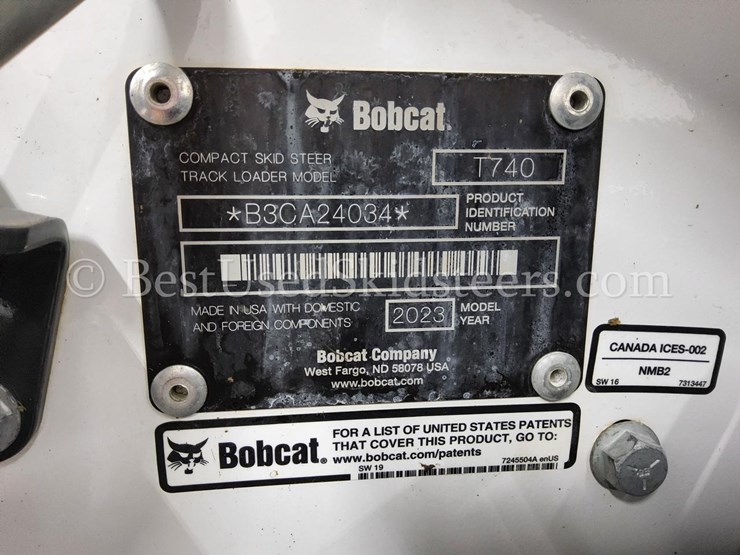 Bobcat
COMPACT SKID STEER
TRACK LOADER MODEL
T740
*B3CA24034*
PRODUCT
IDENTIFICATION
NUMBER
© BestUsedSkidsteers.com
MADE IN USA WITH DOMESTIC
AND FOREIGN COMPONENTS
2023
MODEL
YEAR
Bobcat Company
West Fargo, ND 58078 USA
www.bobcat.com
CANADA ICES-002
NMB2
SW 16 7313447
Bobcat®
FOR A LIST OF UNITED STATES PATENTS
THAT COVER THIS PRODUCT, GO TO:
www.bobcat.com/patents
SW 19 7245504A enUS